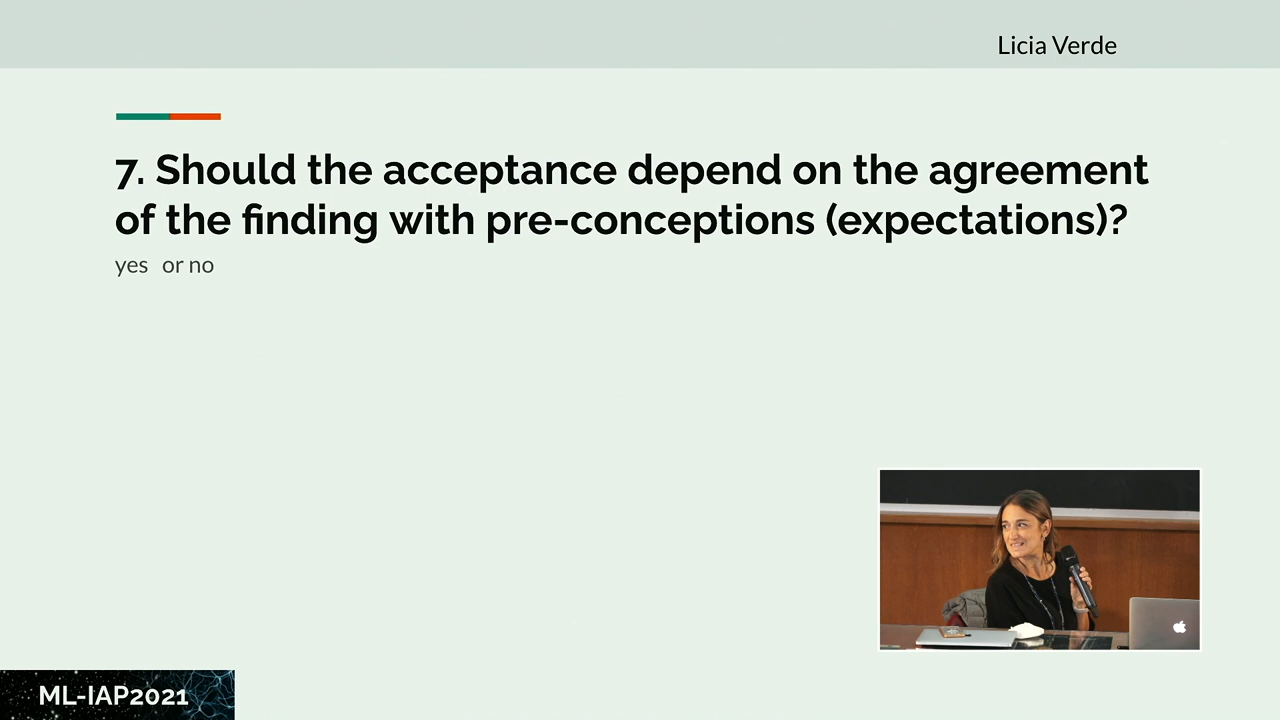 Licia Verde
7. Should the acceptance depend on the agreement
of the finding with pre-conceptions (expectations)?
yes or no
ML-IAP2021